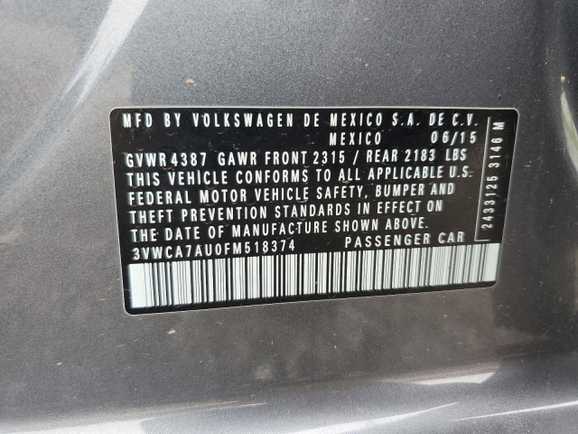 MFD BY VOLKSWAGEN DE MEXICO S.A. DE C.V.
MEXICO 06/15
GVWR 4387 GAWR FRONT 2315 / REAR 2183 LBS
THIS VEHICLE CONFORMS TO ALL APPLICABLE U.S.
FEDERAL MOTOR VEHICLE SAFETY, BUMPER AND
THEFT PREVENTION STANDARDS IN EFFECT ON
THE DATE OF MANUFACTURE SHOWN ABOVE.
3VWCA7AU0FM518374 PASSENGER CAR
2433125 3146 M